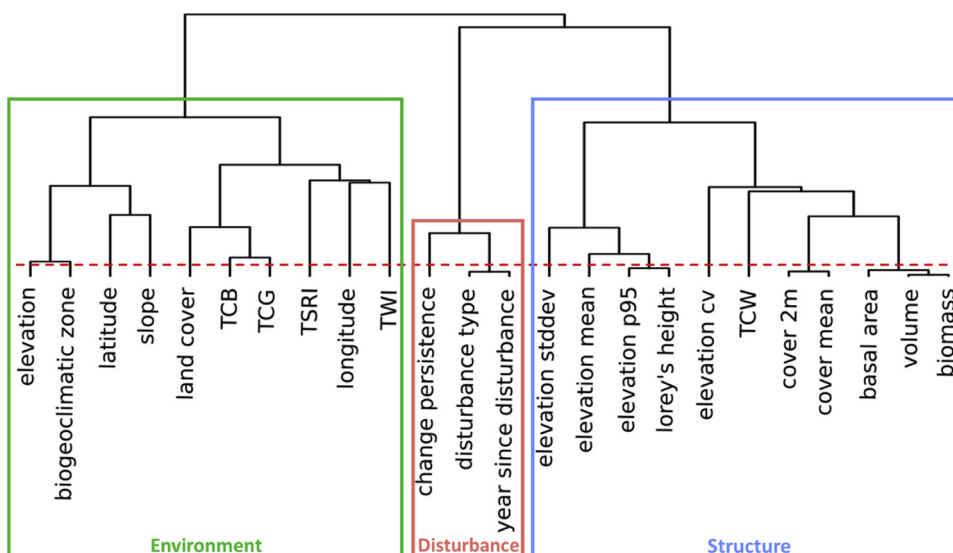 elevation
biogeoclimatic zone
latitude
slope
land cover
TCB
TCG
TSRI
longitude
TWI
change persistence
disturbance type
year since disturbance
elevation stddev
elevation mean
elevation p95
lorey's height
elevation cv
TCW
cover 2m
cover mean
basal area
volume
biomass
Environment
Disturbance
Structure